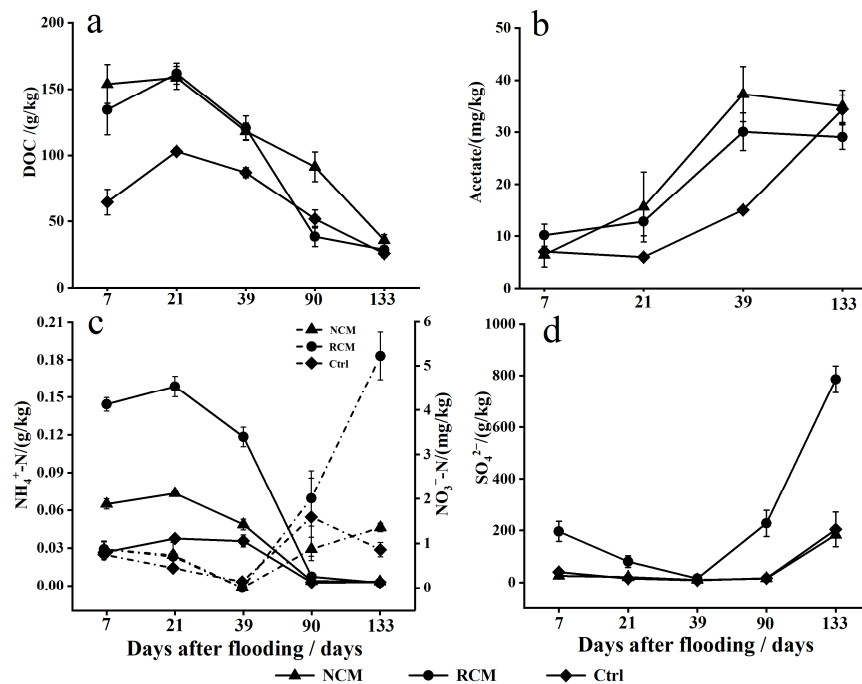 a
DOC /(g/kg)
200
150
100
50
0
7 21 39 90 133
b
Acetate/(mg/kg)
50
40
30
20
10
0
7 21 39 133
c
NH₄⁺-N/(g/kg)
0.21
0.18
0.15
0.12
0.09
0.06
0.03
0.00
NCM
RCM
Ctrl
NO₃⁻-N/(mg/kg)
6
5
4
3
2
1
0
7 21 39 90 133
Days after flooding / days
d
SO₄²⁻/(g/kg)
1000
800
600
400
200
0
7 21 39 90 133
Days after flooding / days
NCM RCM Ctrl